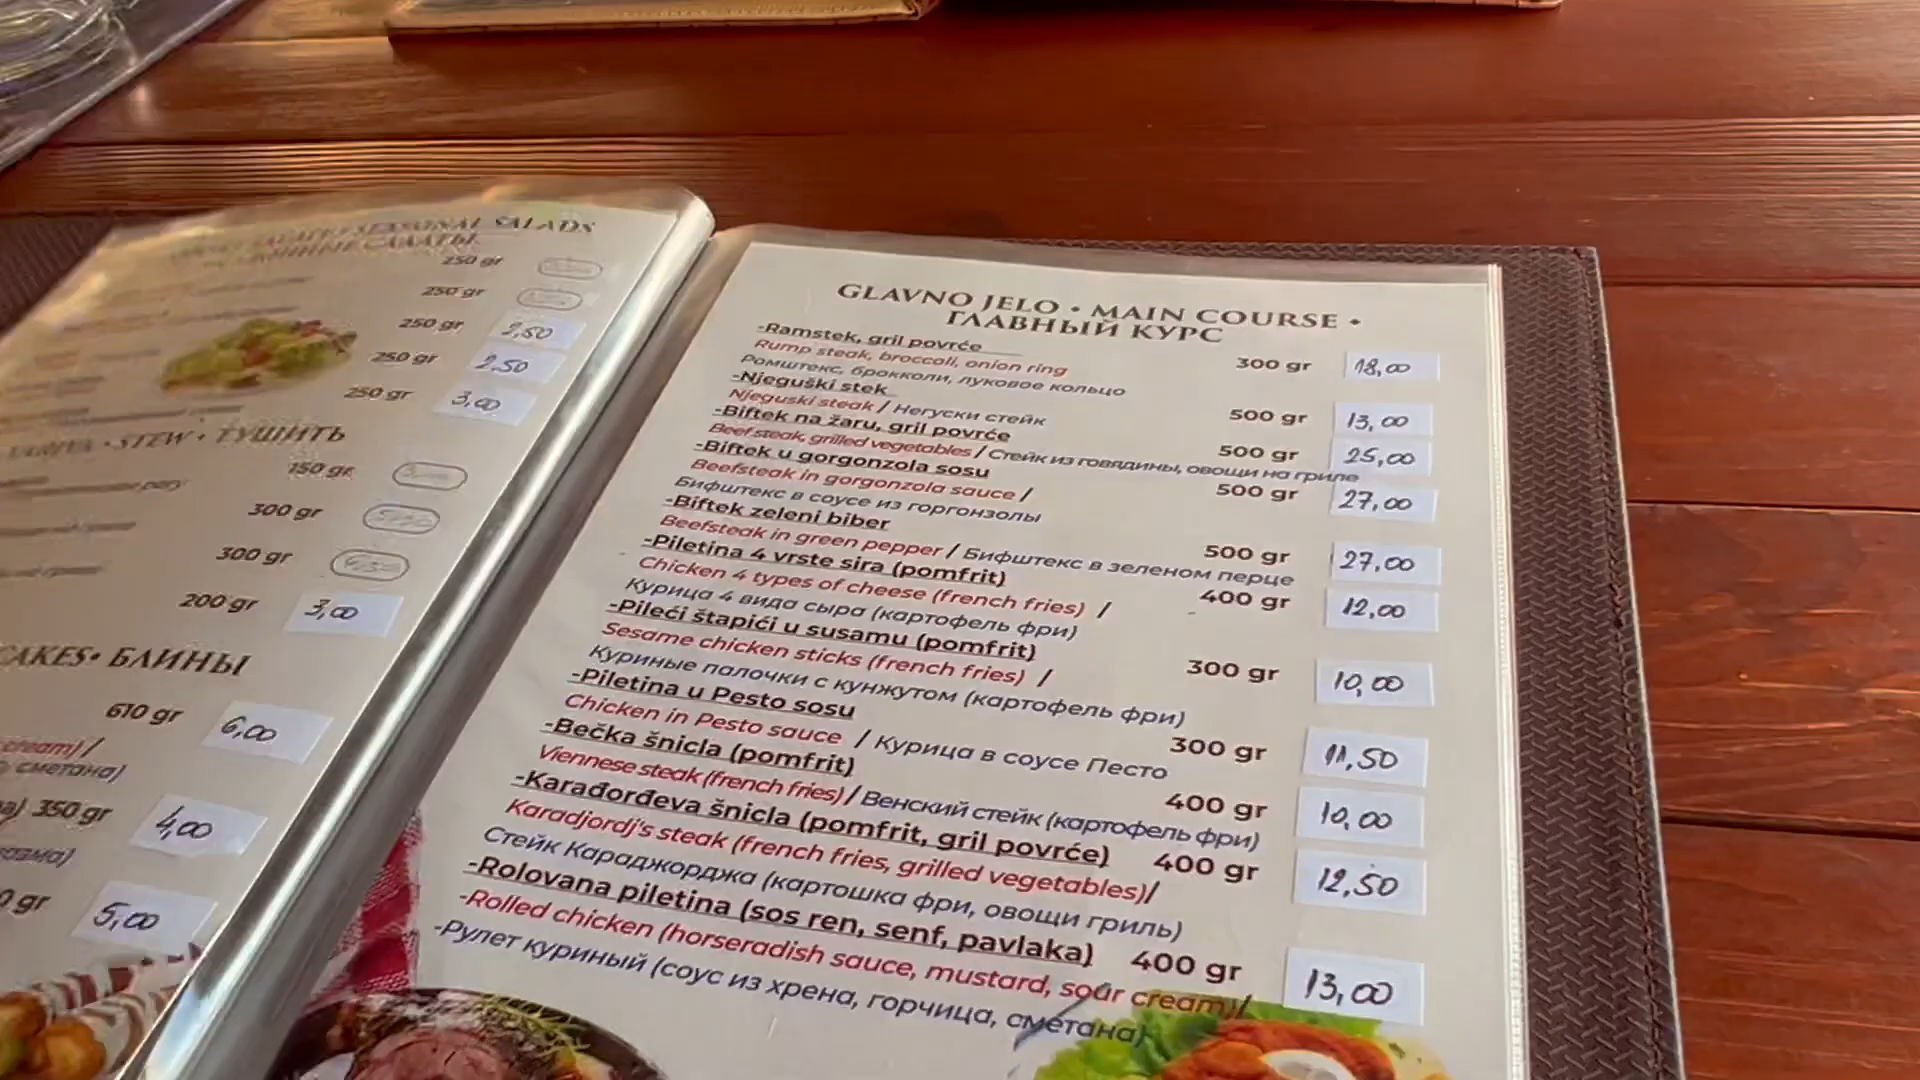 SEASONAL SALADS
САЛАТЫ
250 gr
250 gr
250 gr 2,50
250 gr 2,50
250 gr 3,00
• STEW • ТУШИТЬ
150 gr
300 gr
300 gr
200 gr 3,00
CAKES • БЛИНЫ
610 gr 6,00
cream) /
сметана)
350 gr 4,00
gr 5,00
GLAVNO JELO • MAIN COURSE •
ГЛАВНЫЙ КУРС
-Ramstek, gril povrće 300 gr 18,00
Rump steak, broccoli, onion ring
Ромштекс, брокколи, луковое кольцо
-Njeguški stek 500 gr 13,00
Njeguski steak / Негуски стейк
-Biftek na žaru, gril povrće 500 gr 25,00
Beef steak, grilled vegetables / Стейк из говядины, овощи на гриле
-Biftek u gorgonzola sosu 500 gr 27,00
Beefsteak in gorgonzola sauce /
Бифштекс в соусе из горгонзолы
-Biftek zeleni biber 500 gr 27,00
Beefsteak in green pepper / Бифштекс в зеленом перце
-Piletina 4 vrste sira (pomfrit) 400 gr 12,00
Chicken 4 types of cheese (french fries) /
Курица 4 вида сыра (картофель фри)
-Pileći štapići u susamu (pomfrit) 300 gr 10,00
Sesame chicken sticks (french fries) /
Куриные палочки с кунжутом (картофель фри)
-Piletina u Pesto sosu 300 gr 11,50
Chicken in Pesto sauce / Курица в соусе Песто
-Bečka šnicla (pomfrit) 400 gr 10,00
Viennese steak (french fries) / Венский стейк (картофель фри)
-Karađorđeva šnicla (pomfrit, gril povrće) 400 gr 12,50
Karadjordj's steak (french fries, grilled vegetables)/
Стейк Караджорджа (картошка фри, овощи гриль)
-Rolovana piletina (sos ren, senf, pavlaka) 400 gr 13,00
-Rolled chicken (horseradish sauce, mustard, sour cream)/
-Рулет куриный (соус из хрена, горчица, сметана)